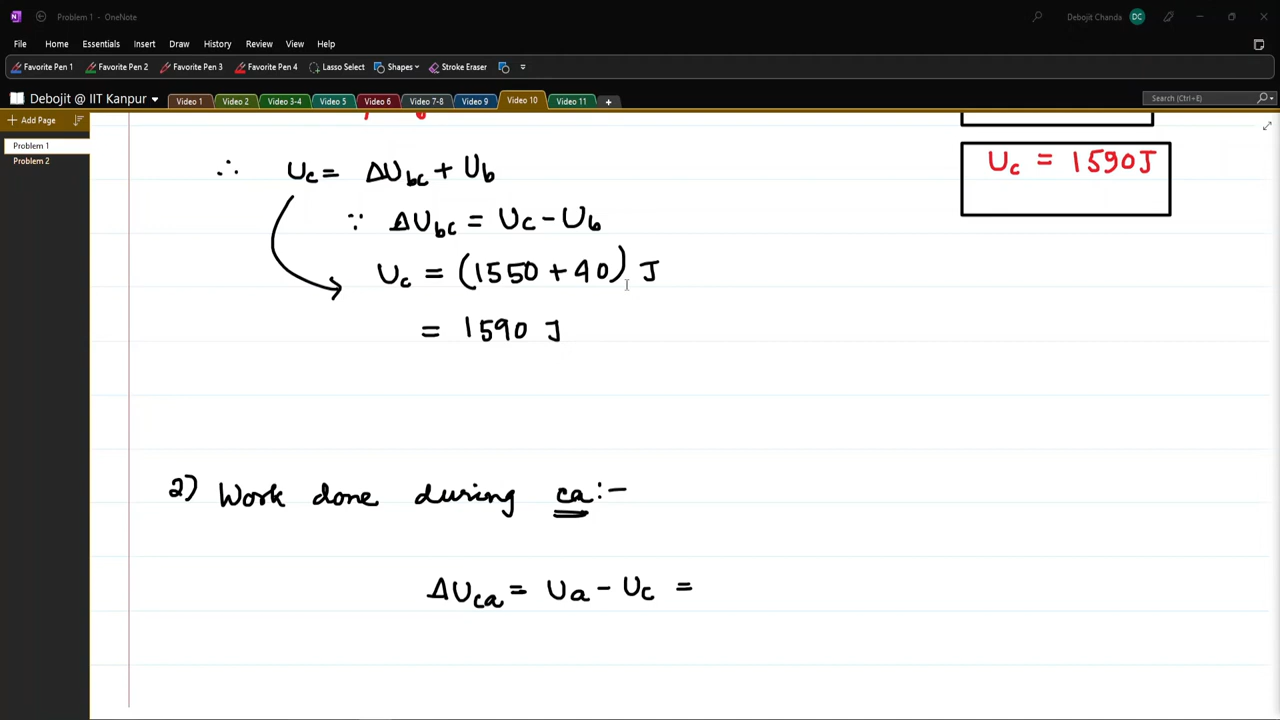 Problem 1 - OneNote
Debojit Chanda DC
File Home Essentials Insert Draw History Review View Help
Favorite Pen 1 Favorite Pen 2 Favorite Pen 3 Favorite Pen 4 Lasso Select Shapes Stroke Eraser
Debojit @ IIT Kanpur Video 1 Video 2 Video 3-4 Video 5 Video 6 Video 7-8 Video 9 Video 10 Video 11 + Search (Ctrl+E)
+ Add Page
Problem 1
Problem 2
∴ Uc = ΔUbc + Ub
Uc = 1590J
∵ ΔUbc = Uc - Ub
Uc = (1550 + 40) J
= 1590 J
2) Work done during ca :-
ΔUca = Ua - Uc =